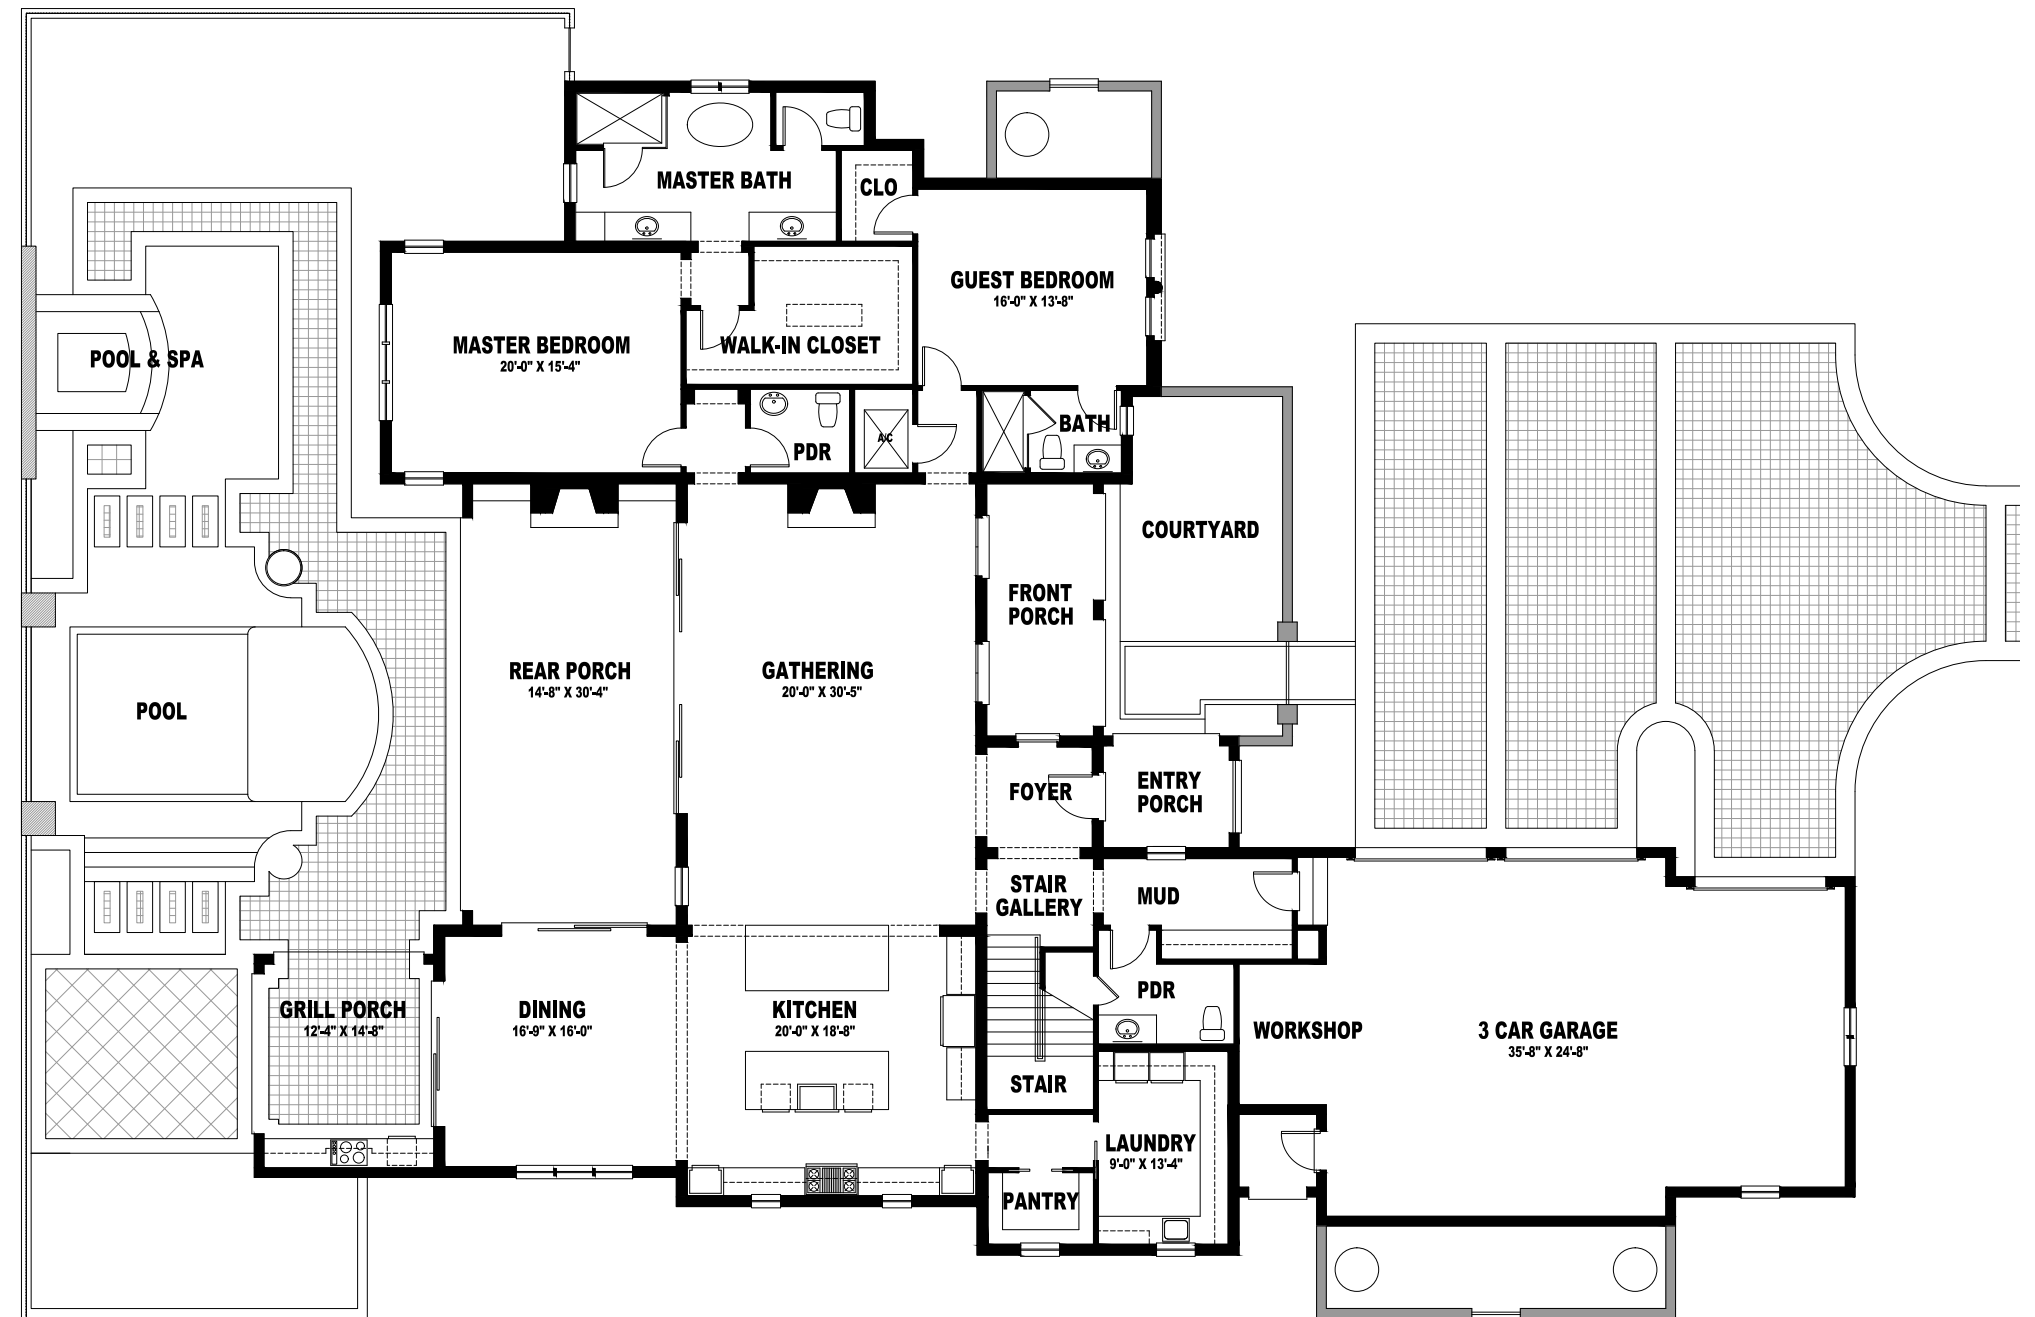 MASTER BATH
CLO
GUEST BEDROOM
16'-0" X 13'-8"
MASTER BEDROOM
20'-0" X 15'-4"
WALK-IN CLOSET
POOL & SPA
BATH
PDR
A/C
COURTYARD
FRONT
PORCH
REAR PORCH
14'-8" X 30'-4"
GATHERING
20'-0" X 30'-5"
POOL
FOYER
ENTRY
PORCH
STAIR
GALLERY
MUD
GRILL PORCH
12'-4" X 14'-8"
DINING
16'-9" X 16'-0"
KITCHEN
20'-0" X 18'-8"
PDR
WORKSHOP
3 CAR GARAGE
35'-8" X 24'-8"
STAIR
LAUNDRY
9'-0" X 13'-4"
PANTRY